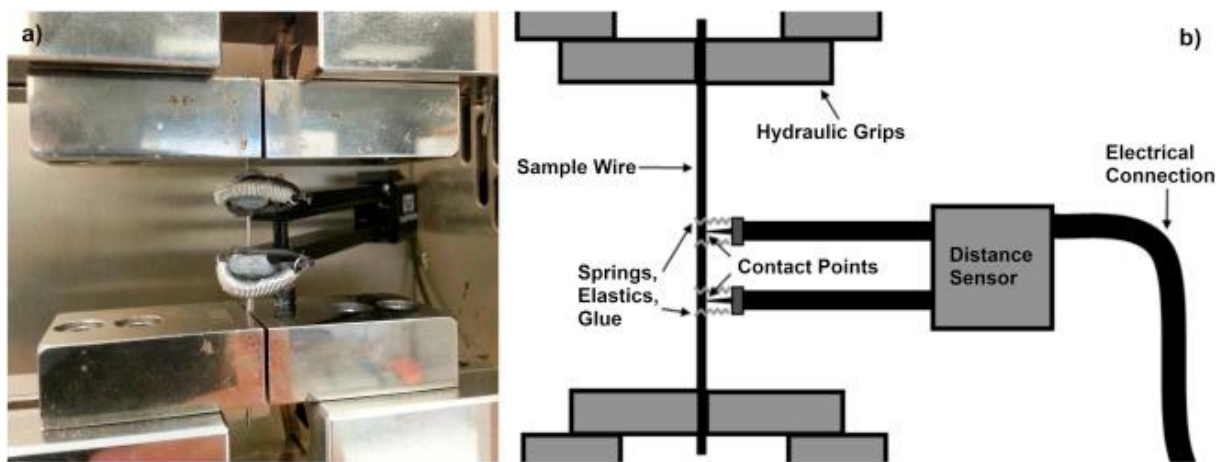 a)
b)
Hydraulic Grips
Sample Wire
Electrical
Connection
Springs,
Elastics,
Glue
Contact Points
Distance
Sensor